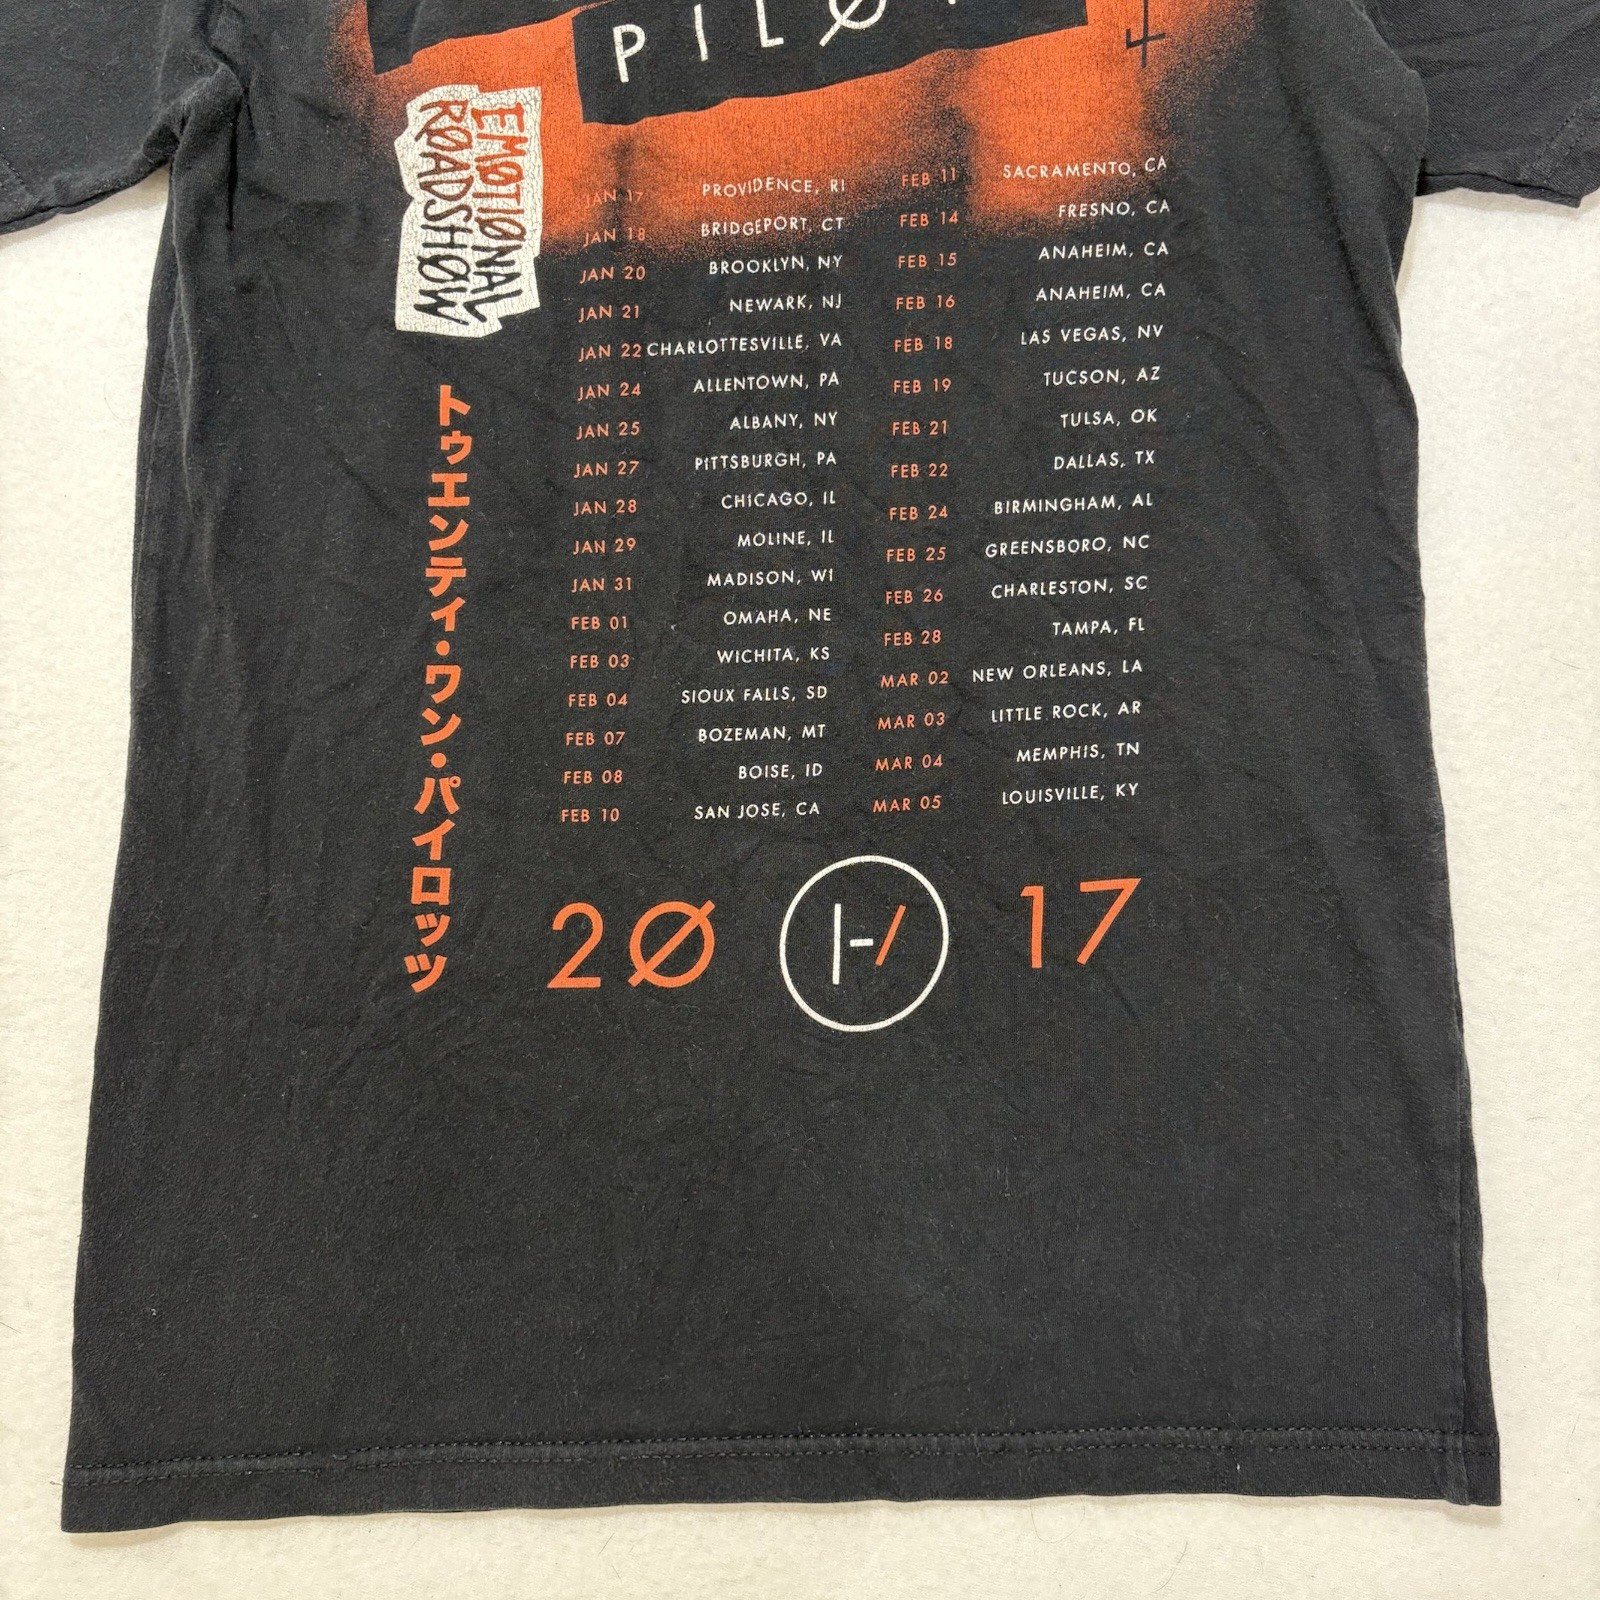 PILØ
EMØTIØNAL
RØADSHØW
トゥエンティ・ワン・パイロッツ
JAN 17 PROVIDENCE, RI
JAN 18 BRIDGEPORT, CT
JAN 20 BROOKLYN, NY
JAN 21 NEWARK, NJ
JAN 22 CHARLOTTESVILLE, VA
JAN 24 ALLENTOWN, PA
JAN 25 ALBANY, NY
JAN 27 PITTSBURGH, PA
JAN 28 CHICAGO, IL
JAN 29 MOLINE, IL
JAN 31 MADISON, WI
FEB 01 OMAHA, NE
FEB 03 WICHITA, KS
FEB 04 SIOUX FALLS, SD
FEB 07 BOZEMAN, MT
FEB 08 BOISE, ID
FEB 10 SAN JOSE, CA
FEB 11 SACRAMENTO, CA
FEB 14 FRESNO, CA
FEB 15 ANAHEIM, CA
FEB 16 ANAHEIM, CA
FEB 18 LAS VEGAS, NV
FEB 19 TUCSON, AZ
FEB 21 TULSA, OK
FEB 22 DALLAS, TX
FEB 24 BIRMINGHAM, AL
FEB 25 GREENSBORO, NC
FEB 26 CHARLESTON, SC
FEB 28 TAMPA, FL
MAR 02 NEW ORLEANS, LA
MAR 03 LITTLE ROCK, AR
MAR 04 MEMPHIS, TN
MAR 05 LOUISVILLE, KY
2Ø |-/ 17